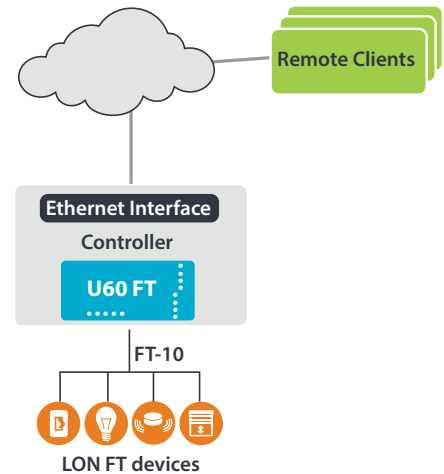 Remote Clients
Ethernet Interface
Controller
U60 FT
FT-10
LON FT devices